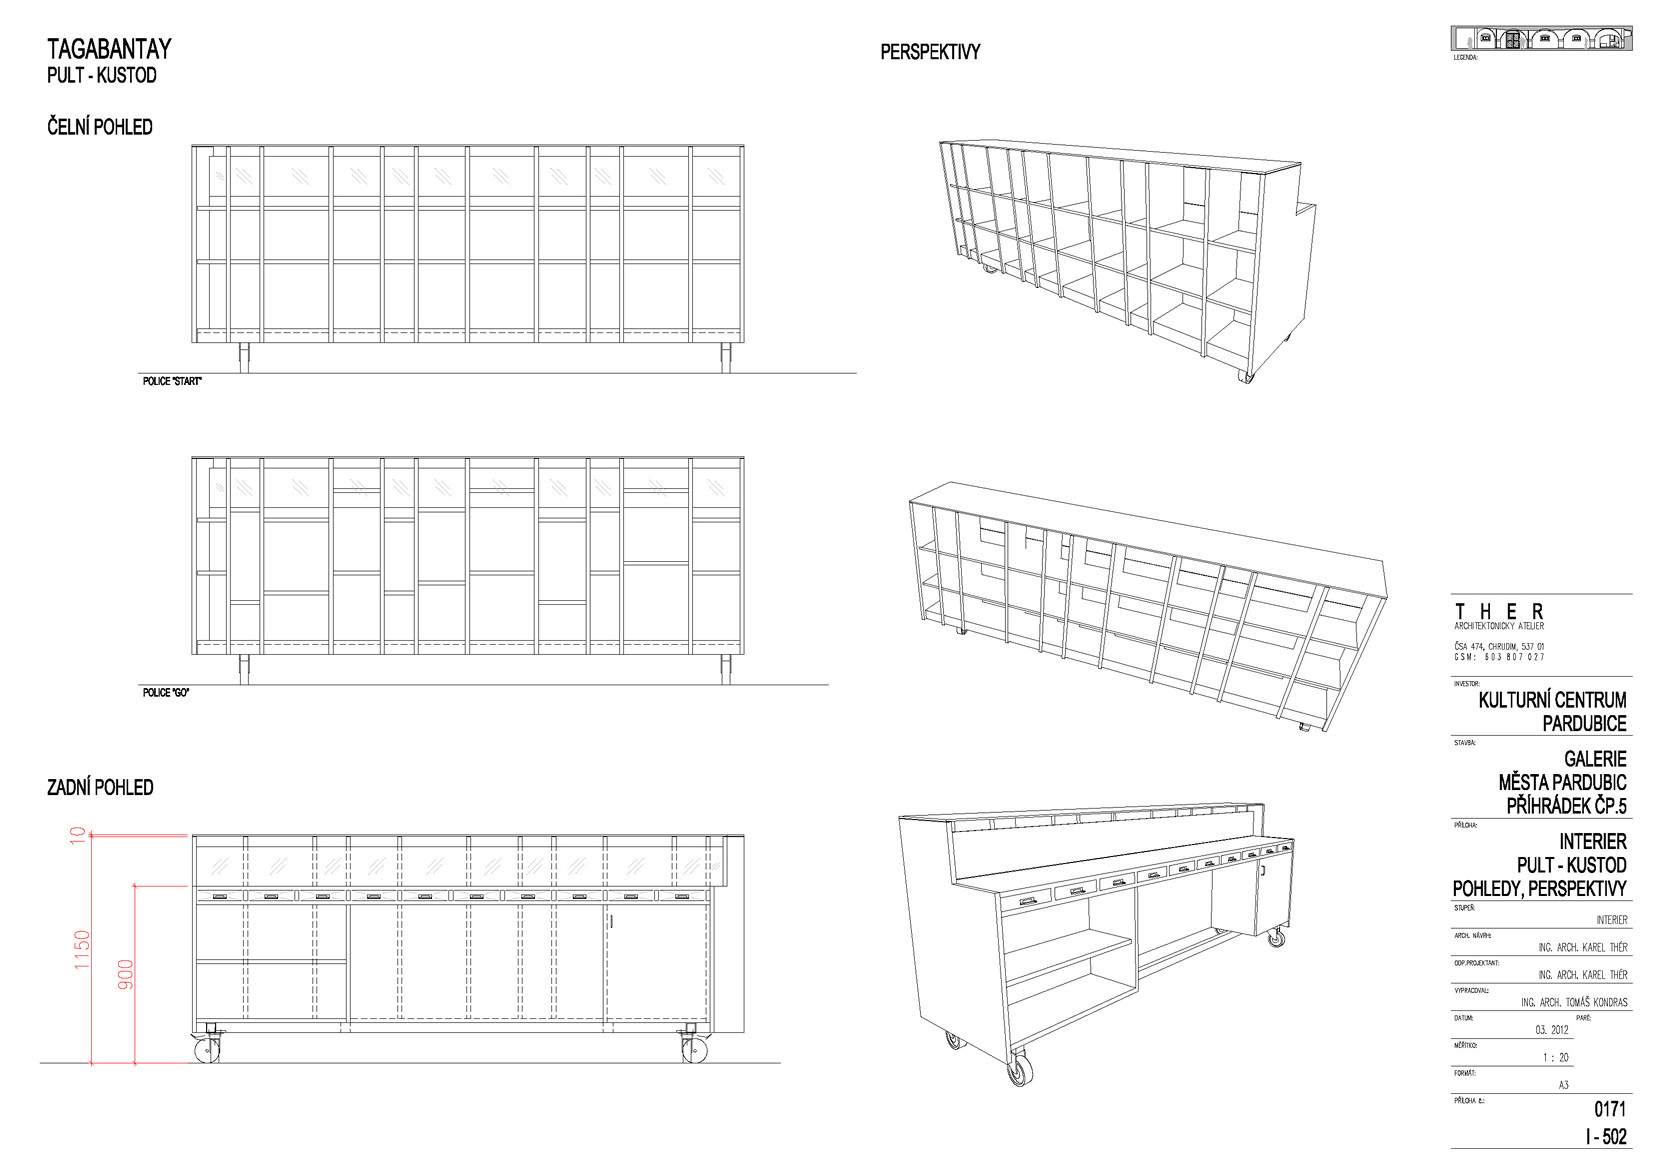 TAGABANTAY
PULT - KUSTOD
ČELNÍ POHLED
POLICE "START"
POLICE "GO"
ZADNÍ POHLED
10
1150
900
PERSPEKTIVY
LEGENDA:
THER
ARCHITEKTONICKÝ ATELIER
ČSA 474, CHRUDIM, 537 01
GSM: 603 807 027
INVESTOR:
KULTURNÍ CENTRUM
PARDUBICE
STAVBA:
GALERIE
MĚSTA PARDUBIC
PŘÍHRÁDEK ČP.5
PŘÍLOHA:
INTERIER
PULT - KUSTOD
POHLEDY, PERSPEKTIVY
STUPEŇ:
INTERIER
ARCH. NÁVRH:
ING. ARCH. KAREL THÉR
ODP.PROJEKTANT:
ING. ARCH. KAREL THÉR
VYPRACOVAL:
ING. ARCH. TOMÁŠ KONDRAS
DATUM: PARÉ:
03. 2012
MĚŘÍTKO:
1 : 20
FORMÁT:
A3
PŘÍLOHA č.:
0171
I - 502